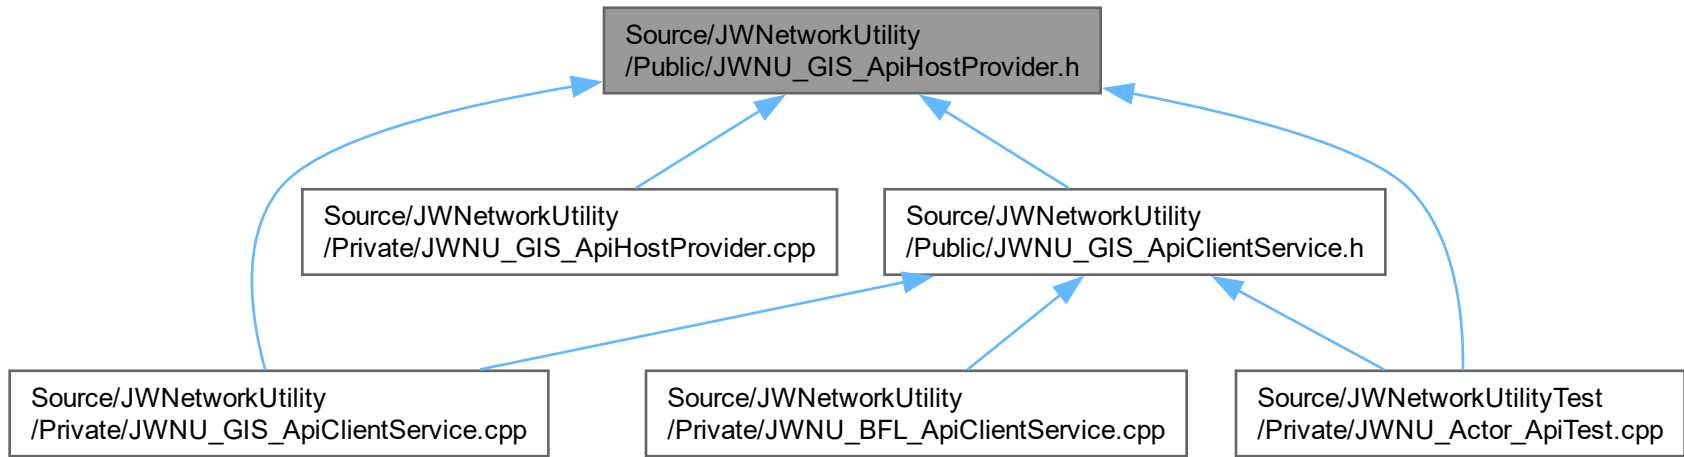 Source/JWNetworkUtility
/Public/JWNU_GIS_ApiHostProvider.h
Source/JWNetworkUtility
/Private/JWNU_GIS_ApiHostProvider.cpp
Source/JWNetworkUtility
/Public/JWNU_GIS_ApiClientService.h
Source/JWNetworkUtility
/Private/JWNU_GIS_ApiClientService.cpp
Source/JWNetworkUtility
/Private/JWNU_BFL_ApiClientService.cpp
Source/JWNetworkUtilityTest
/Private/JWNU_Actor_ApiTest.cpp